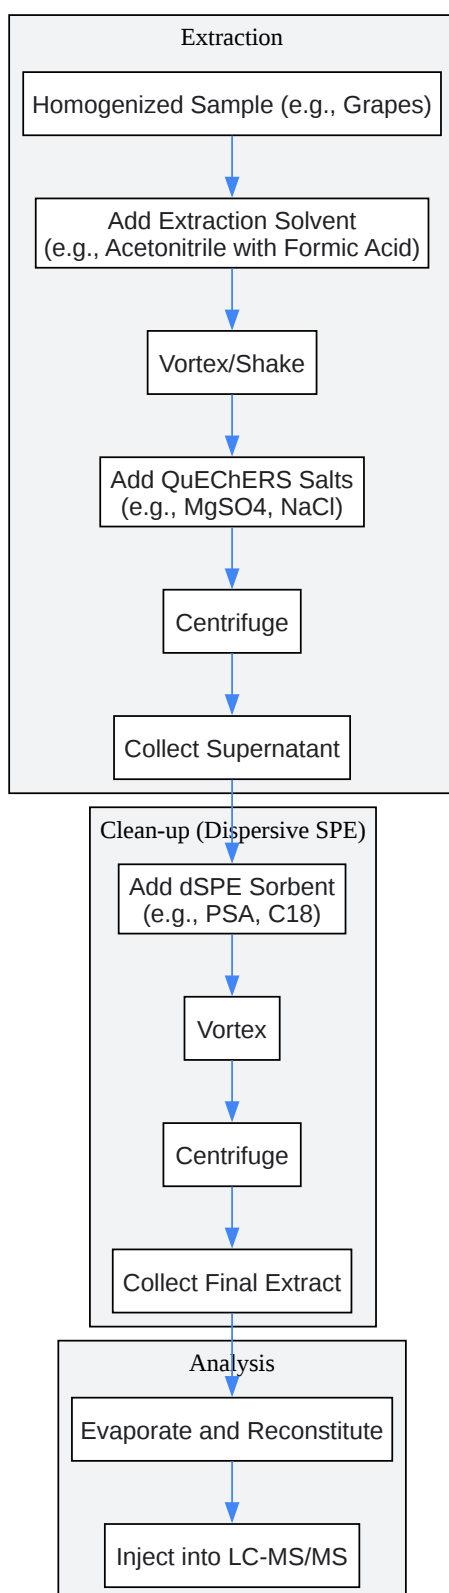 Extraction
Homogenized Sample (e.g., Grapes)
Add Extraction Solvent
(e.g., Acetonitrile with Formic Acid)
Vortex/Shake
Add QuEChERS Salts
(e.g., MgSO4, NaCl)
Centrifuge
Collect Supernatant
Clean-up (Dispersive SPE)
Add dSPE Sorbent
(e.g., PSA, C18)
Vortex
Centrifuge
Collect Final Extract
Analysis
Evaporate and Reconstitute
Inject into LC-MS/MS